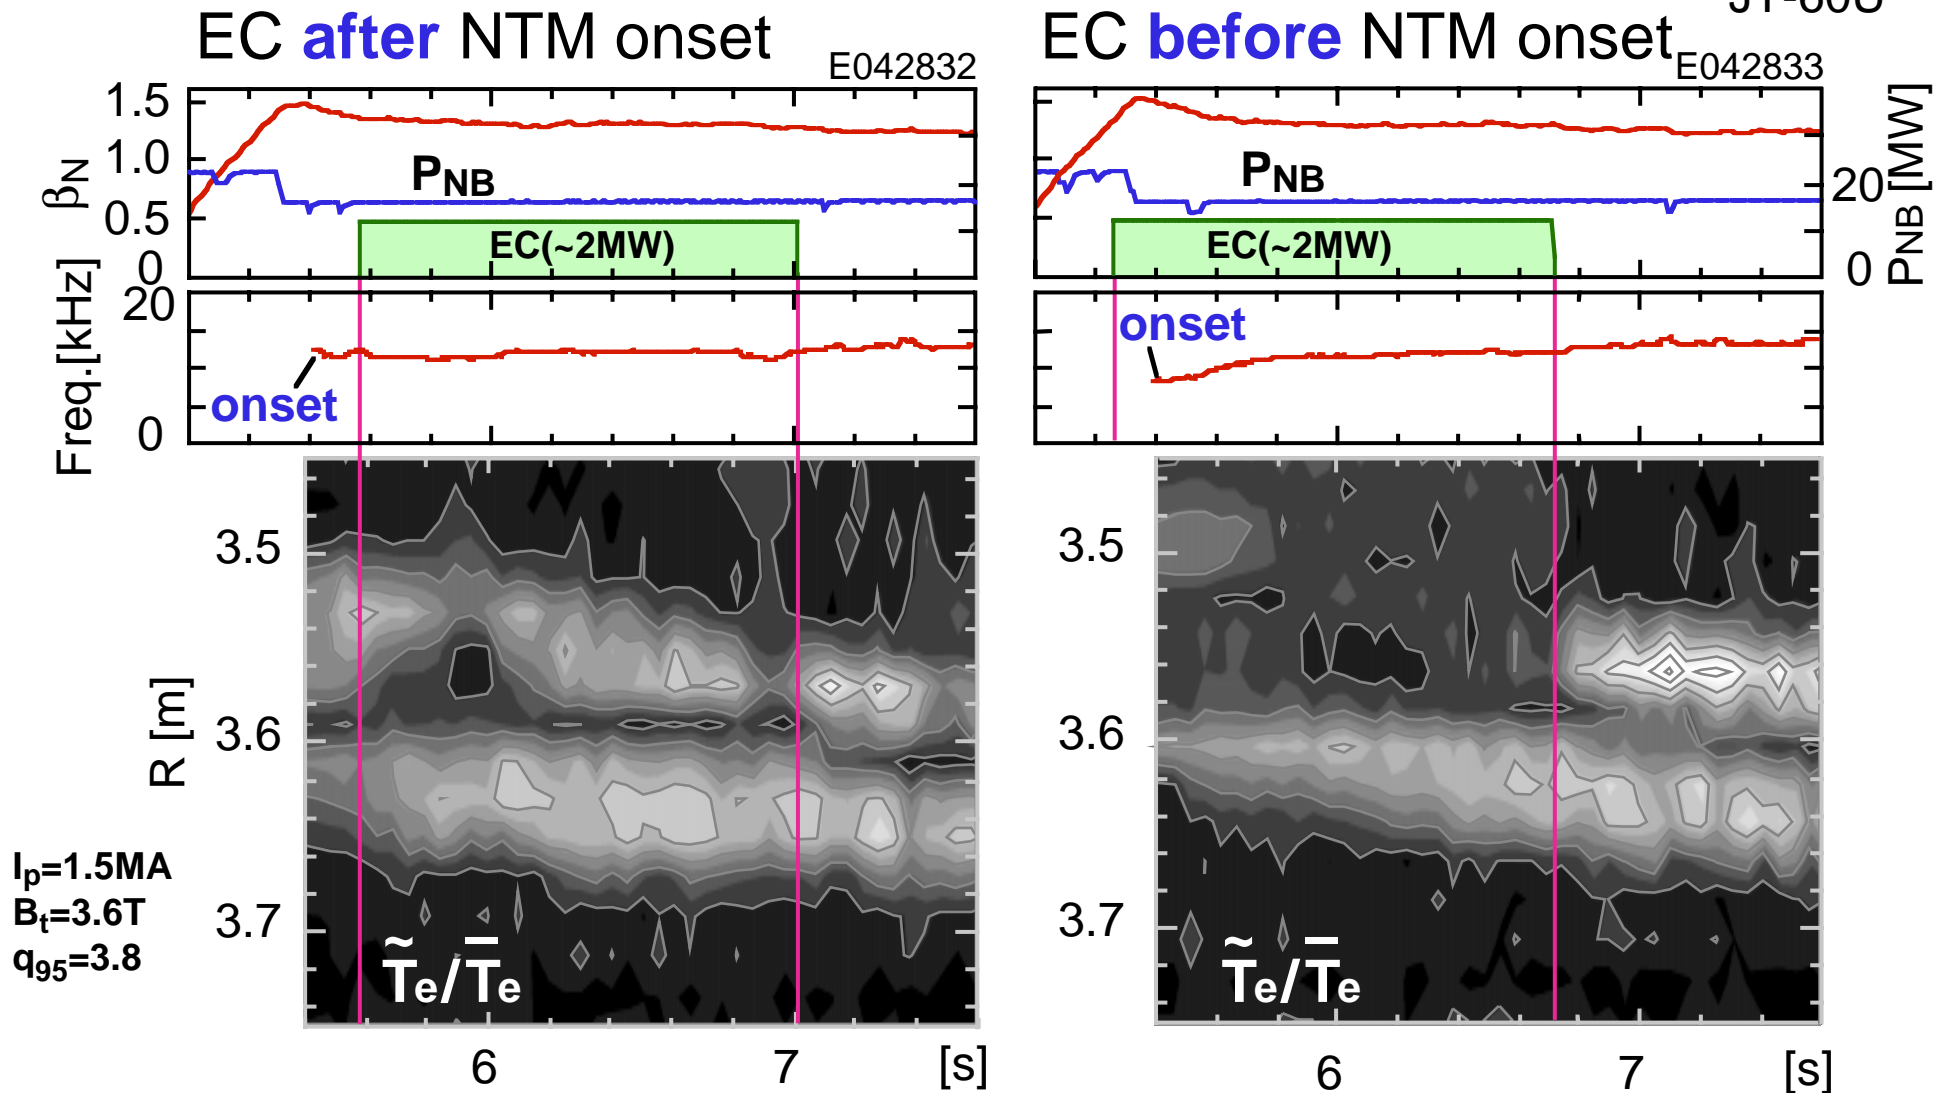 JT-60U
EC after NTM onset
E042832
EC before NTM onset
E042833
1.5
1.0
0.5
0
βN
PNB
EC(~2MW)
PNB
EC(~2MW)
20
0
PNB [MW]
20
0
Freq.[kHz]
onset
onset
3.5
3.6
3.7
R [m]
3.5
3.6
3.7
Ip=1.5MA
Bt=3.6T
q95=3.8
T̃e/T̅e
T̃e/T̅e
6 7 [s]
6 7 [s]